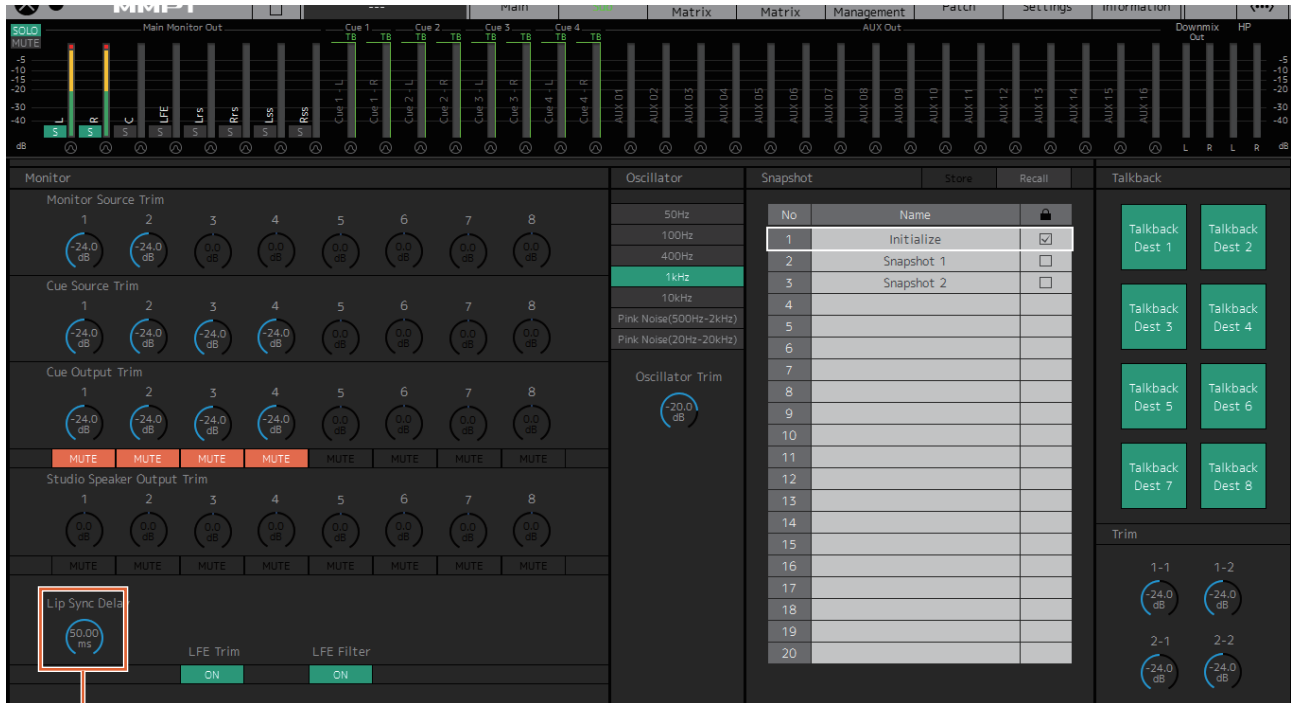 MMP1
---
Main
Matrix
Matrix
Management
Patch
Settings
Information
SOLO
MUTE
Main Monitor Out
Cue 1
Cue 2
Cue 3
Cue 4
AUX Out
Downmix
Out
HP
TB TB TB TB TB TB TB TB
-5
-10
-15
-20
-30
-40
dB
L R C LFE Lrs Rrs Lss Rss
S S S S S S S S
Cue 1 - L Cue 1 - R Cue 2 - L Cue 2 - R Cue 3 - L Cue 3 - R Cue 4 - L Cue 4 - R
AUX 01 AUX 02 AUX 03 AUX 04 AUX 05 AUX 06 AUX 07 AUX 08 AUX 09 AUX 10 AUX 11 AUX 12 AUX 13 AUX 14 AUX 15 AUX 16
L R L R
-5
-10
-15
-20
-30
-40
dB
Monitor
Monitor Source Trim
1 2 3 4 5 6 7 8
-24.0 dB -24.0 dB 0.0 dB 0.0 dB 0.0 dB 0.0 dB 0.0 dB 0.0 dB
Cue Source Trim
1 2 3 4 5 6 7 8
-24.0 dB -24.0 dB -24.0 dB -24.0 dB 0.0 dB 0.0 dB 0.0 dB 0.0 dB
Cue Output Trim
1 2 3 4 5 6 7 8
-24.0 dB -24.0 dB -24.0 dB -24.0 dB 0.0 dB 0.0 dB 0.0 dB 0.0 dB
MUTE MUTE MUTE MUTE MUTE MUTE MUTE MUTE
Studio Speaker Output Trim
1 2 3 4 5 6 7 8
0.0 dB 0.0 dB 0.0 dB 0.0 dB 0.0 dB 0.0 dB 0.0 dB 0.0 dB
MUTE MUTE MUTE MUTE MUTE MUTE MUTE MUTE
Lip Sync Delay
50.00
ms
LFE Trim
ON
LFE Filter
ON
Oscillator
50Hz
100Hz
400Hz
1kHz
10kHz
Pink Noise(500Hz-2kHz)
Pink Noise(20Hz-20kHz)
Oscillator Trim
-20.0
dB
Snapshot
Store
Recall
No Name
1 Initialize
2 Snapshot 1
3 Snapshot 2
4
5
6
7
8
9
10
11
12
13
14
15
16
17
18
19
20
Talkback
Talkback Dest 1
Talkback Dest 2
Talkback Dest 3
Talkback Dest 4
Talkback Dest 5
Talkback Dest 6
Talkback Dest 7
Talkback Dest 8
Trim
1-1 1-2
-24.0 dB -24.0 dB
2-1 2-2
-24.0 dB -24.0 dB